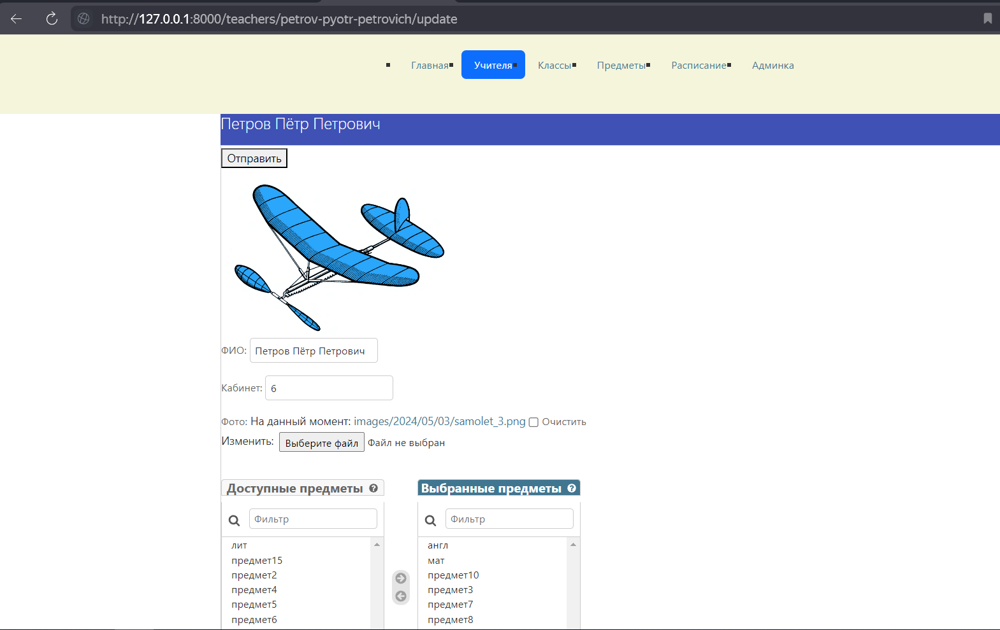 http://127.0.0.1:8000/teachers/petrov-pyotr-petrovich/update
Главная Учителя Классы Предметы Расписание Админка
Петров Пётр Петрович
Отправить
ФИО: Петров Пётр Петрович
Кабинет: 6
Фото: На данный момент: images/2024/05/03/samolet_3.png Очистить
Изменить: Выберите файл Файл не выбран
Доступные предметы ? Выбранные предметы ?
Фильтр Фильтр
лит англ
предмет15 мат
предмет2 предмет10
предмет4 предмет3
предмет5 предмет7
предмет6 предмет8